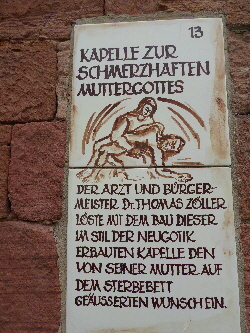 13
KAPELLE ZUR
SCHMERZHAFTEN
MUTTERGOTTES
DER ARZT UND BÜRGER-
MEISTER DR. THOMAS ZÖLLER
LÖSTE MIT DEM BAU DIESER
IM STIL DER NEUGOTIK
ERBAUTEN KAPELLE DEN
VON SEINER MUTTER AUF
DEM STERBEBETT
GEÄUSSERTEN WUNSCH EIN.